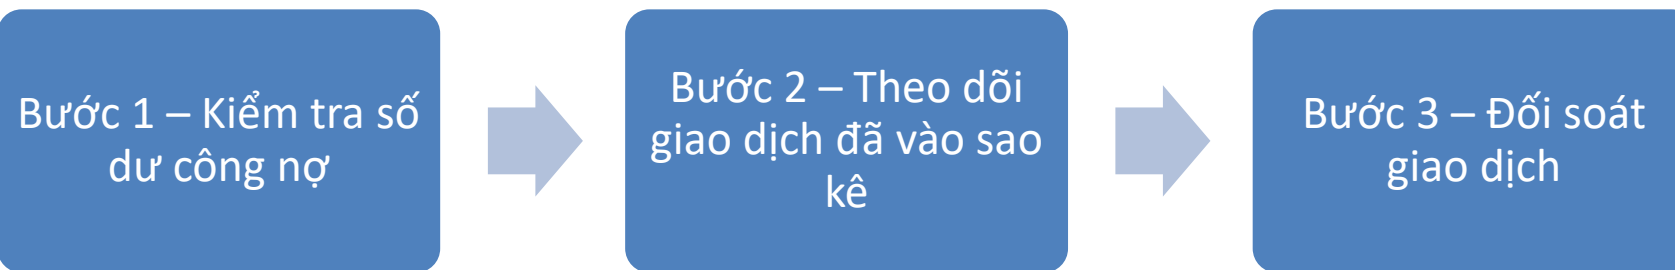 Bước 1 – Kiểm tra số
dư công nợ
Bước 2 – Theo dõi
giao dịch đã vào sao
kê
Bước 3 – Đối soát
giao dịch